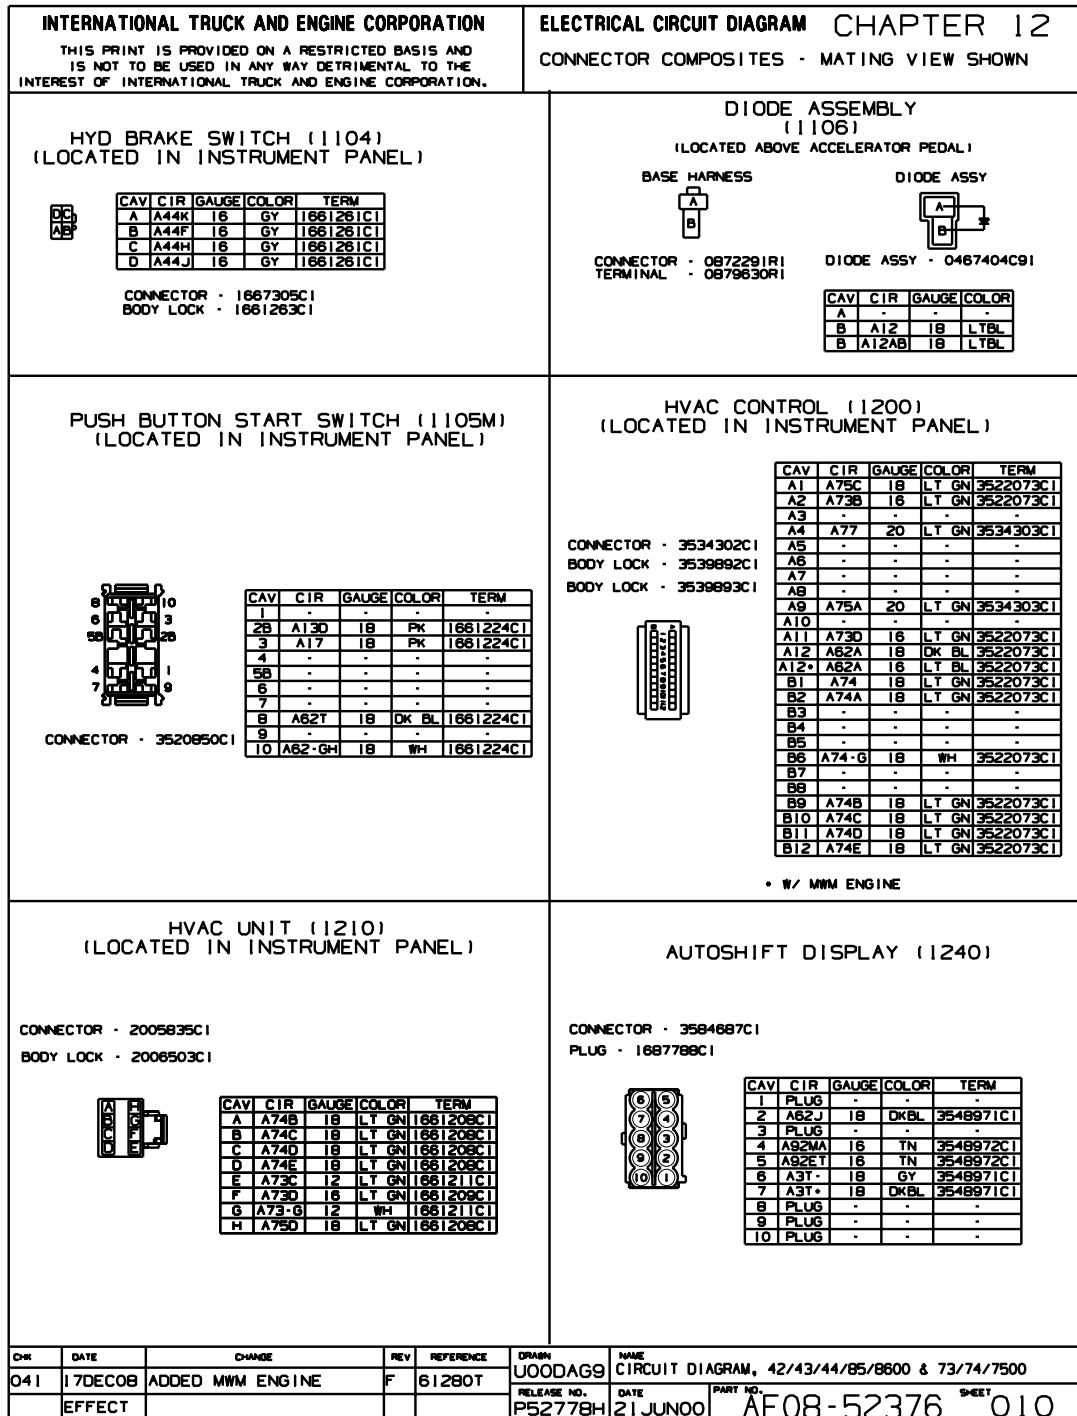 INTERNATIONAL TRUCK AND ENGINE CORPORATION
THIS PRINT IS PROVIDED ON A RESTRICTED BASIS AND
IS NOT TO BE USED IN ANY WAY DETRIMENTAL TO THE
INTEREST OF INTERNATIONAL TRUCK AND ENGINE CORPORATION.
ELECTRICAL CIRCUIT DIAGRAM CHAPTER 12
CONNECTOR COMPOSITES - MATING VIEW SHOWN
HYD BRAKE SWITCH (1104)
(LOCATED IN INSTRUMENT PANEL)
D C
A B
CAV CIR GAUGE COLOR TERM
A A44K 16 GY 1661261C1
B A44F 16 GY 1661261C1
C A44H 16 GY 1661261C1
D A44J 16 GY 1661261C1
CONNECTOR - 1667305C1
BODY LOCK - 1661263C1
DIODE ASSEMBLY
(1106)
(LOCATED ABOVE ACCELERATOR PEDAL)
BASE HARNESS DIODE ASSY
A
B
A
B
CONNECTOR - 0872291R1
TERMINAL - 0879630R1
DIODE ASSY - 0467404C91
CAV CIR GAUGE COLOR
A - - -
B A12 18 LTBL
B A12AB 18 LTBL
PUSH BUTTON START SWITCH (1105M)
(LOCATED IN INSTRUMENT PANEL)
8 10
6 3
5B 2B
4 1
7 9
CONNECTOR - 3520850C1
CAV CIR GAUGE COLOR TERM
1 - - - -
2B A13D 18 PK 1661224C1
3 A17 18 PK 1661224C1
4 - - - -
5B - - - -
6 - - - -
7 - - - -
8 A62T 18 DK BL 1661224C1
9 - - - -
10 A62-GH 18 WH 1661224C1
HVAC CONTROL (1200)
(LOCATED IN INSTRUMENT PANEL)
CONNECTOR - 3534302C1
BODY LOCK - 3539892C1
BODY LOCK - 3539893C1
CAV CIR GAUGE COLOR TERM
A1 A75C 18 LT GN 3522073C1
A2 A73B 16 LT GN 3522073C1
A3 - - - -
A4 A77 20 LT GN 3534303C1
A5 - - - -
A6 - - - -
A7 - - - -
A8 - - - -
A9 A75A 20 LT GN 3534303C1
A10 - - - -
A11 A73D 16 LT GN 3522073C1
A12 A62A 18 DK BL 3522073C1
A12* A62A 16 LT BL 3522073C1
B1 A74 18 LT GN 3522073C1
B2 A74A 18 LT GN 3522073C1
B3 - - - -
B4 - - - -
B5 - - - -
B6 A74-G 18 WH 3522073C1
B7 - - - -
B8 - - - -
B9 A74B 18 LT GN 3522073C1
B10 A74C 18 LT GN 3522073C1
B11 A74D 18 LT GN 3522073C1
B12 A74E 18 LT GN 3522073C1
* W/ MWM ENGINE
HVAC UNIT (1210)
(LOCATED IN INSTRUMENT PANEL)
CONNECTOR - 2005835C1
BODY LOCK - 2006503C1
A H
B G
C F
D E
CAV CIR GAUGE COLOR TERM
A A74B 18 LT GN 1661208C1
B A74C 18 LT GN 1661208C1
C A74D 18 LT GN 1661208C1
D A74E 18 LT GN 1661208C1
E A73C 12 LT GN 1661211C1
F A73D 16 LT GN 1661209C1
G A73-G 12 WH 1661211C1
H A75D 18 LT GN 1661208C1
AUTOSHIFT DISPLAY (1240)
CONNECTOR - 3584687C1
PLUG - 1687788C1
6 5
7 4
8 3
9 2
10 1
CAV CIR GAUGE COLOR TERM
1 PLUG - - -
2 A62J 18 DKBL 3548971C1
3 PLUG - - -
4 A92MA 16 TN 3548972C1
5 A92ET 16 TN 3548972C1
6 A3T- 18 GY 3548971C1
7 A3T+ 18 DKBL 3548971C1
8 PLUG - - -
9 PLUG - - -
10 PLUG - - -
CHK DATE CHANGE REV REFERENCE
041 17DEC08 ADDED MWM ENGINE F 61280T
EFFECT
DRAWN U00DAG9
NAME CIRCUIT DIAGRAM, 42/43/44/85/8600 & 73/74/7500
RELEASE NO. P52778H
DATE 21JUN00
PART NO. AE08-52376
SHEET 010